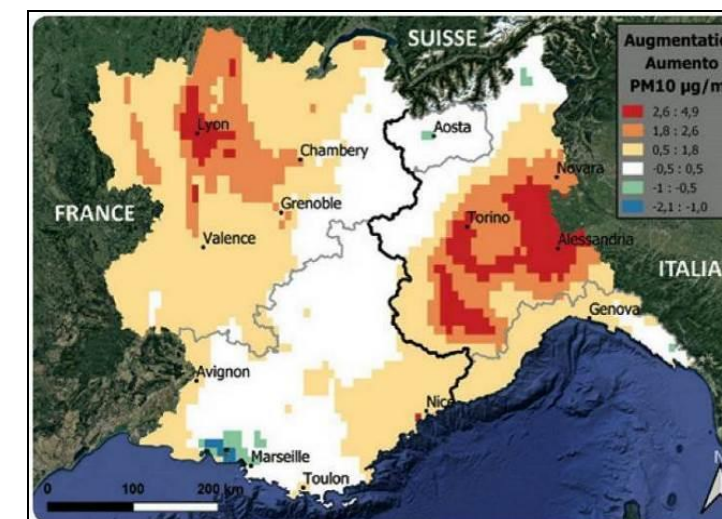 SUISSE
Augmentatio
Aumento
PM10 µg/m
2,6 : 4,9
1,8 : 2,6
0,5 : 1,8
-0,5 : 0,5
-1 : -0,5
-2,1 : -1,0
Lyon
Aosta
Chambery
Novara
Grenoble
FRANCE
Torino
Valence
Alessandria
ITALIA
Genova
Avignon
Nice
Marseille
Toulon
0 100 200 km
N